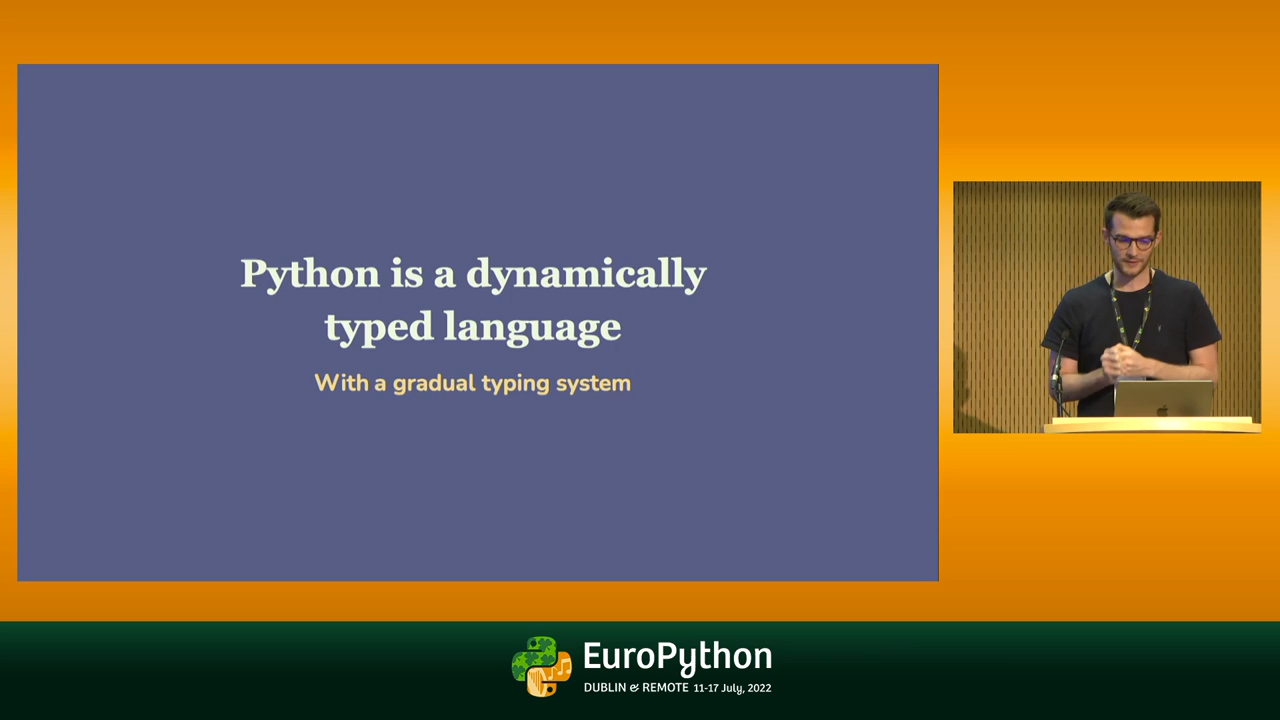 Python is a dynamically
typed language
With a gradual typing system
EuroPython
DUBLIN & REMOTE 11-17 July, 2022